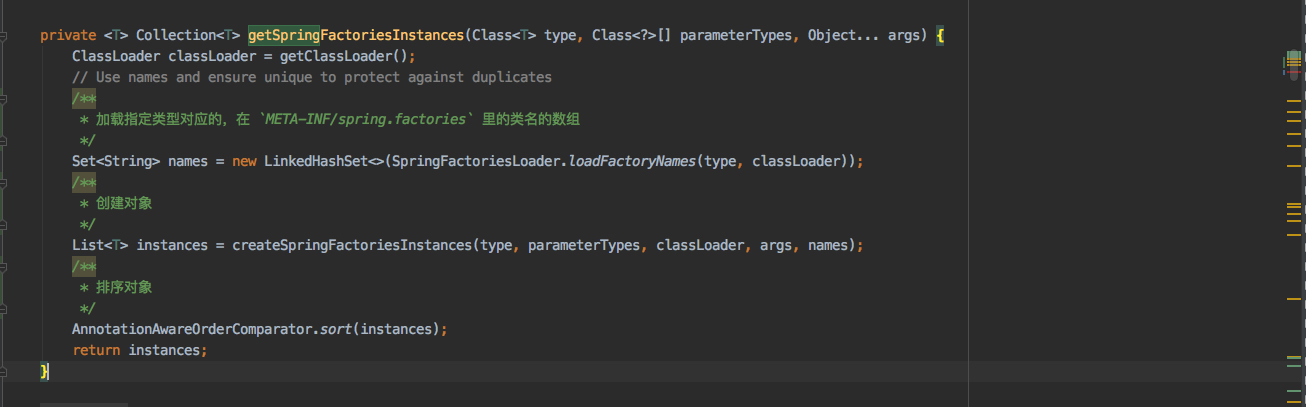 private <T> Collection<T> getSpringFactoriesInstances(Class<T> type, Class<?>[] parameterTypes, Object... args) {
ClassLoader classLoader = getClassLoader();
// Use names and ensure unique to protect against duplicates
/**
* 加载指定类型对应的，在 `META-INF/spring.factories` 里的类名的数组
*/
Set<String> names = new LinkedHashSet<>(SpringFactoriesLoader.loadFactoryNames(type, classLoader));
/**
* 创建对象
*/
List<T> instances = createSpringFactoriesInstances(type, parameterTypes, classLoader, args, names);
/**
* 排序对象
*/
AnnotationAwareOrderComparator.sort(instances);
return instances;
}